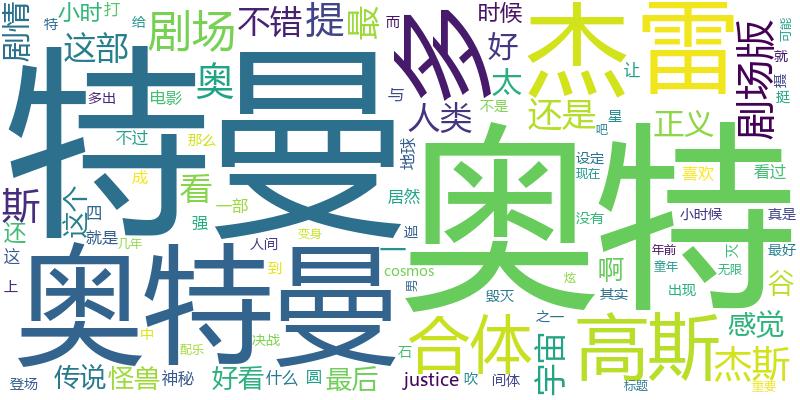 剧情
小时
打
给
特
剧场
不错
提
最
而
多
杰
雷
时候
好
让
剧场版
可能
就
摄
挺
这部
多出
电影
奥
与
太
人类
还是
不是
吧
星
正义
特曼
不过
那么
成
看
强
一部
地球
居然
设定
现在
没有
喜欢
看过
小时候
真是
斯
还
这
上
这个
四
就是
几年
人间
变身
到
一
迦
cosmos
男
奥特
毁灭
啊
炫
其实
年前
童年
出现
灭
无限
最好
谷
奥特曼
中
配乐
决战
石
合体
宇宙
之一
高斯
感觉
杰斯
登场
传说
怪兽
神秘
好看
什么
圆
最后
justice
吹
间体
标题
重要